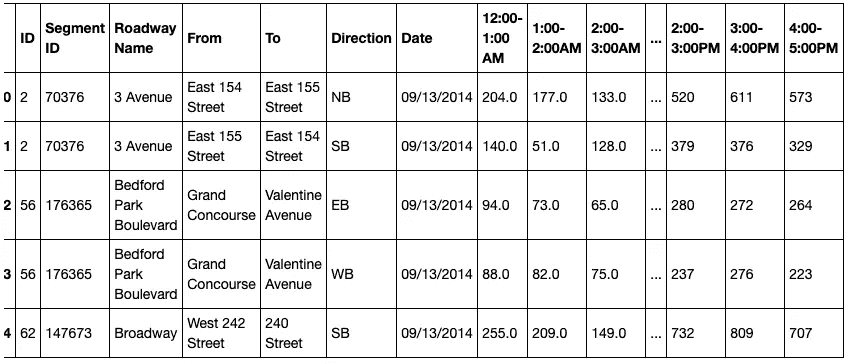 ID Segment ID Roadway Name From To Direction Date 12:00-1:00 AM 1:00-2:00AM 2:00-3:00AM ... 2:00-3:00PM 3:00-4:00PM 4:00-5:00PM
0 2 70376 3 Avenue East 154 Street East 155 Street NB 09/13/2014 204.0 177.0 133.0 ... 520 611 573
1 2 70376 3 Avenue East 155 Street East 154 Street SB 09/13/2014 140.0 51.0 128.0 ... 379 376 329
2 56 176365 Bedford Park Boulevard Grand Concourse Valentine Avenue EB 09/13/2014 94.0 73.0 65.0 ... 280 272 264
3 56 176365 Bedford Park Boulevard Grand Concourse Valentine Avenue WB 09/13/2014 88.0 82.0 75.0 ... 237 276 223
4 62 147673 Broadway West 242 Street 240 Street SB 09/13/2014 255.0 209.0 149.0 ... 732 809 707